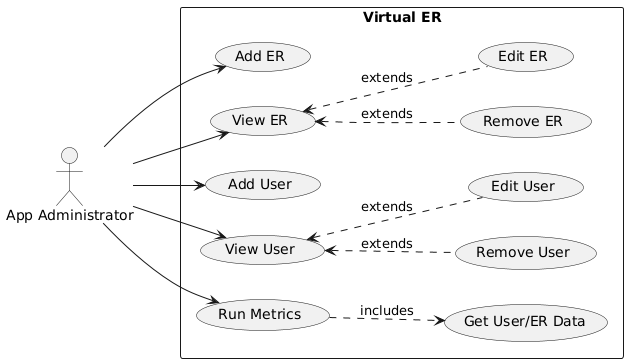 Virtual ER
Add ER
Edit ER
extends
View ER
extends
Remove ER
Add User
App Administrator
extends
Edit User
View User
extends
Remove User
Run Metrics
includes
Get User/ER Data